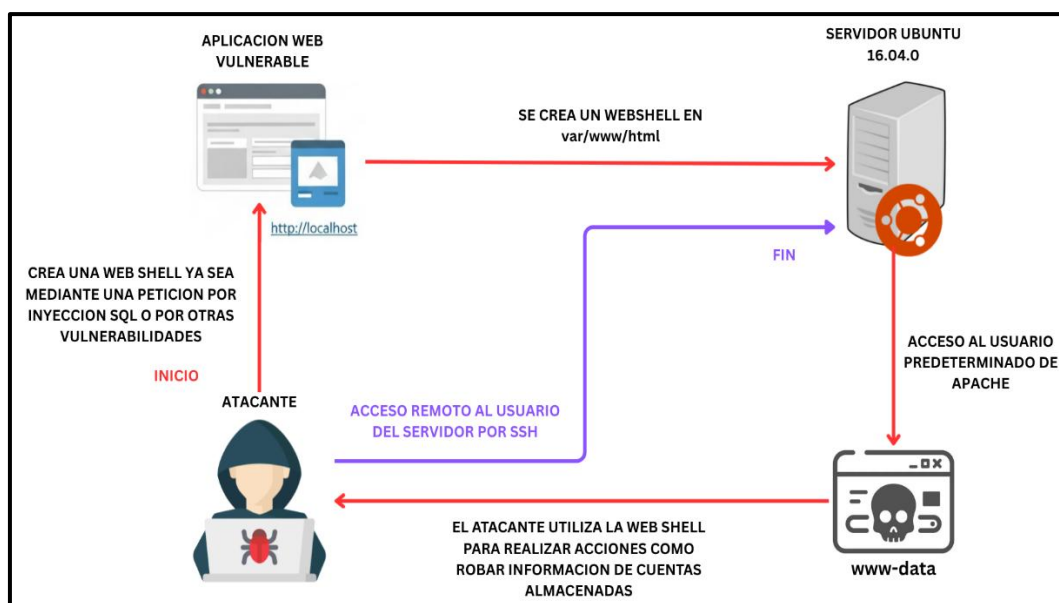 APLICACION WEB
VULNERABLE
SERVIDOR UBUNTU
16.04.0
SE CREA UN WEBSHELL EN
var/www/html
http://localhost
FIN
CREA UNA WEB SHELL YA SEA
MEDIANTE UNA PETICION POR
INYECCION SQL O POR OTRAS
VULNERABILIDADES
INICIO
ATACANTE
ACCESO REMOTO AL USUARIO
DEL SERVIDOR POR SSH
ACCESO AL USUARIO
PREDETERMINADO DE
APACHE
EL ATACANTE UTILIZA LA WEB SHELL
PARA REALIZAR ACCIONES COMO
ROBAR INFORMACION DE CUENTAS
ALMACENADAS
www-data